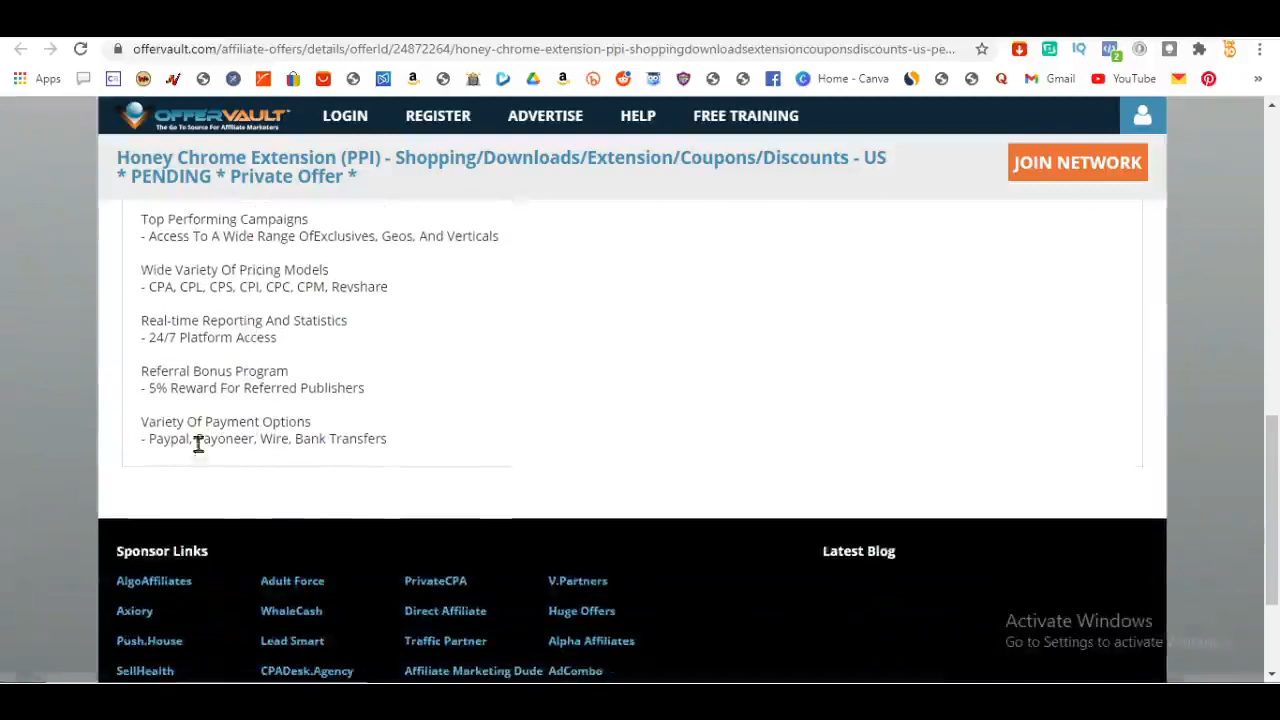 offervault.com/affiliate-offers/details/offerId/24872264/honey-chrome-extension-ppi-shoppingdownloadsextensioncouponsdiscounts-us-pe...
2
Apps
Home - Canva
Gmail
YouTube
»
OFFERVAULT
The Go To Source For Affiliate Marketers
LOGIN REGISTER ADVERTISE HELP FREE TRAINING
Honey Chrome Extension (PPI) - Shopping/Downloads/Extension/Coupons/Discounts - US
* PENDING * Private Offer *
JOIN NETWORK
Top Performing Campaigns
- Access To A Wide Range OfExclusives, Geos, And Verticals
Wide Variety Of Pricing Models
- CPA, CPL, CPS, CPI, CPC, CPM, Revshare
Real-time Reporting And Statistics
- 24/7 Platform Access
Referral Bonus Program
- 5% Reward For Referred Publishers
Variety Of Payment Options
- Paypal, Payoneer, Wire, Bank Transfers
Sponsor Links
Latest Blog
AlgoAffiliates Adult Force PrivateCPA V.Partners
Axiory WhaleCash Direct Affiliate Huge Offers
Push.House Lead Smart Traffic Partner Alpha Affiliates
SellHealth CPADesk.Agency Affiliate Marketing Dude AdCombo
Activate Windows
Go to Settings to activate